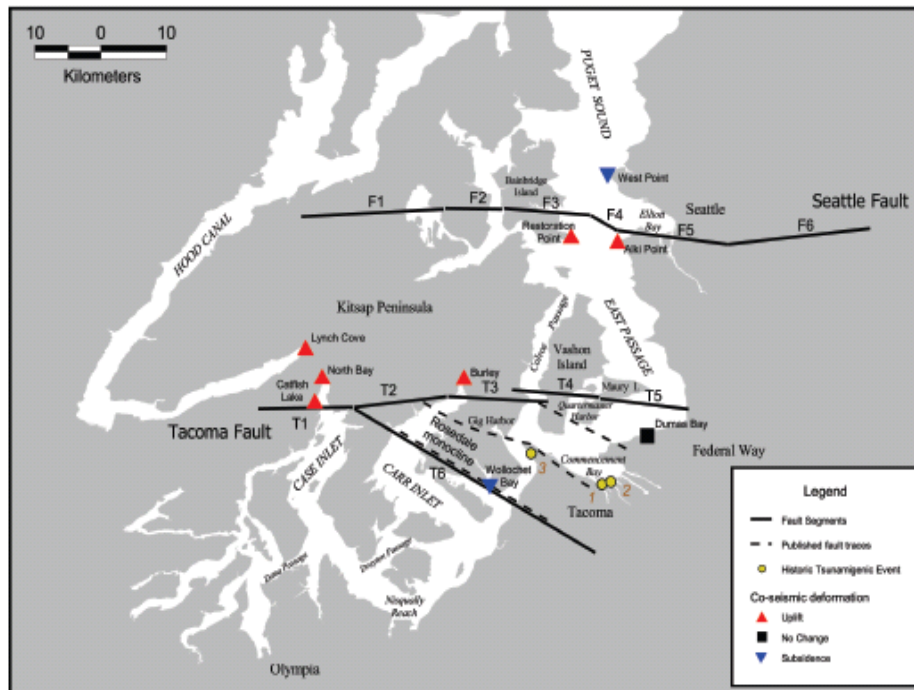 10 0 10
Kilometers
PUGET SOUND
West Point
Bainbridge
Island
F1
F2
F3
F4
F5
F6
Elliott
Bay
Seattle
Seattle Fault
Restoration
Point
Alki Point
HOOD CANAL
Kitsap Peninsula
Colvos Passage
EAST PASSAGE
Vashon
Island
Lynch Cove
North Bay
Burley
Catfish
Lake
T1
T2
T3
T4
Maury I.
T5
Quartermaster
Harbor
Tacoma Fault
Dumas Bay
Gig Harbor
Federal Way
Rosedale
monocline
CASE INLET
CARR INLET
T6
Wollochet
Bay
3
Commencement
Bay
1
2
Tacoma
Dana Passage
Drayton Passage
Nisqually
Reach
Olympia
Legend
Fault Segments
Published fault traces
Historic Tsunamigenic Event
Co-seismic deformation
Uplift
No Change
Subsidence